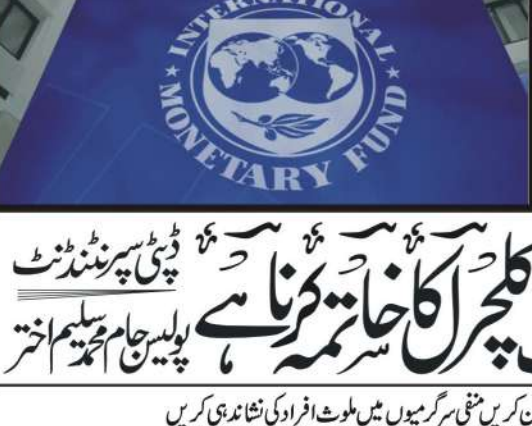 INTERNATIONAL MONETARY FUND
کلچر کا خاتمہ کرنا ہے
ڈپٹی سپرنٹنڈنٹ
پولیس جام محمد سلیم اختر
کریں منفی سرگرمیوں میں ملوث افراد کی نشاندہی کریں